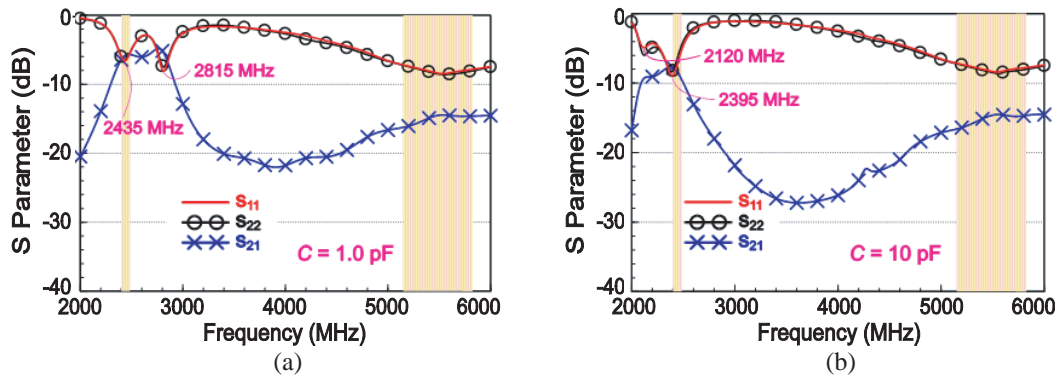 S Parameter (dB)
0
-10
-20
-30
-40
2815 MHz
2435 MHz
S11
S22
S21
C = 1.0 pF
2000 3000 4000 5000 6000
Frequency (MHz)
(a)
S Parameter (dB)
0
-10
-20
-30
-40
2120 MHz
2395 MHz
S11
S22
S21
C = 10 pF
2000 3000 4000 5000 6000
Frequency (MHz)
(b)